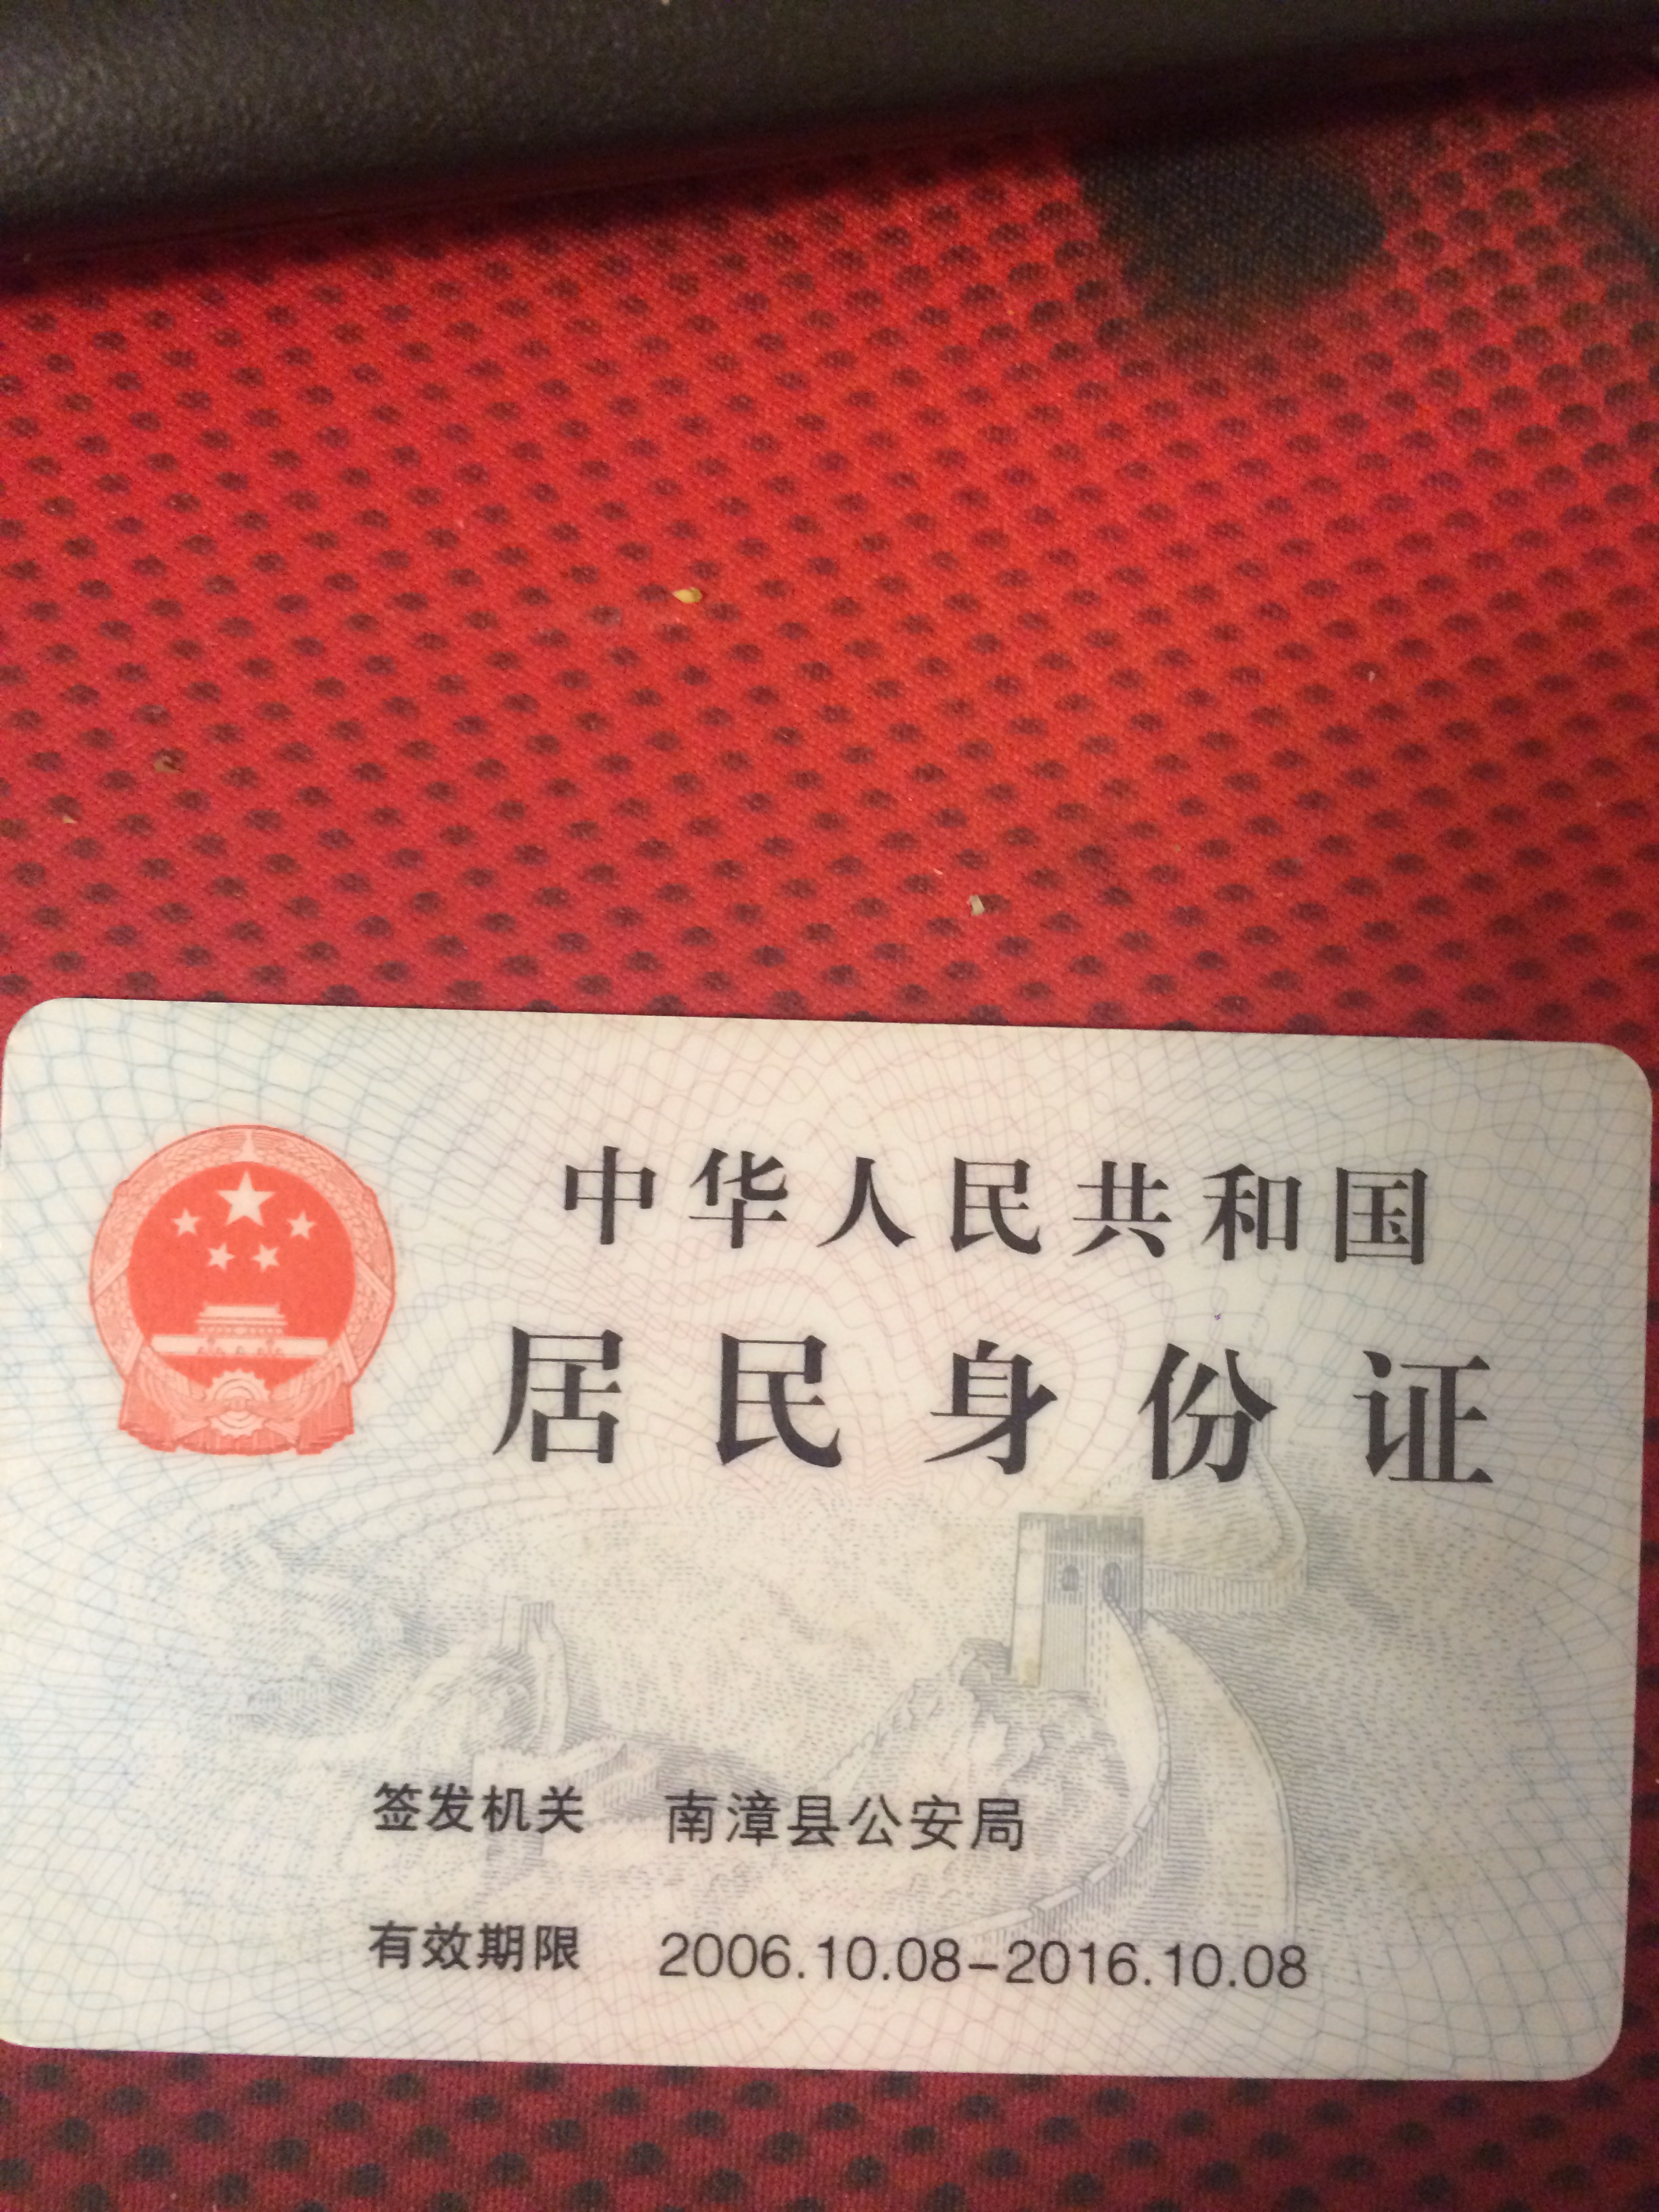 中华人民共和国
居民身份证
签发机关 南漳县公安局
有效期限 2006.10.08-2016.10.08